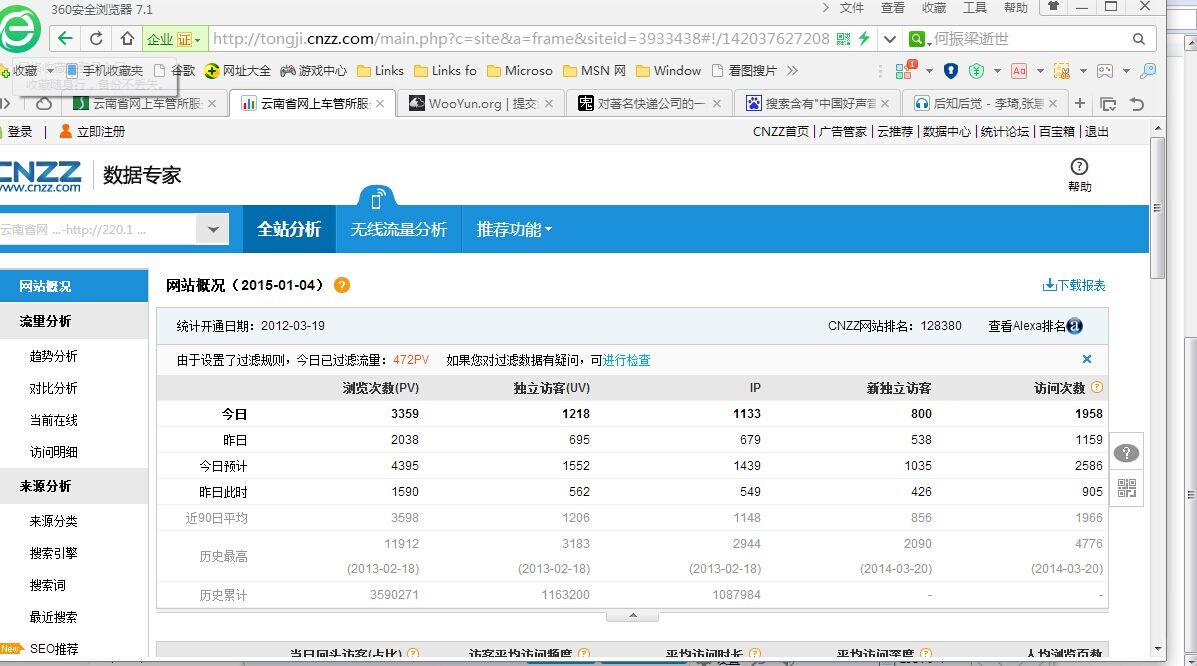 360安全浏览器 7.1
文件 查看 收藏 工具 帮助
企业 证 http://tongji.cnzz.com/main.php?c=site&a=frame&siteid=3933438#!/142037627208 何振梁逝世
收藏 手机收藏夹 谷歌 网址大全 游戏中心 Links Links fo Microso MSN 网 Window 看图搜片
云南省网上车管所服 云南省网上车管所服 WooYun.org | 提交 对著名快递公司的一 搜索含有"中国好声音 后知后觉 - 李琦,张
登录 | 立即注册
CNZZ首页 | 广告管家 | 云推荐 | 数据中心 | 统计论坛 | 百宝箱 | 退出
CNZZ 数据专家
www.cnzz.com
帮助
云南省网 ...-http://220.1 ...
全站分析 无线流量分析 推荐功能
网站概况
流量分析
趋势分析
对比分析
当前在线
访问明细
来源分析
来源分类
搜索引擎
搜索词
最近搜索
New SEO推荐
网站概况(2015-01-04) ?
下载报表
统计开通日期:2012-03-19 CNZZ网站排名:128380 查看Alexa排名
由于设置了过滤规则,今日已过滤流量:472PV 如果您对过滤数据有疑问,可进行检查
浏览次数(PV) 独立访客(UV) IP 新独立访客 访问次数 ?
今日 3359 1218 1133 800 1958
昨日 2038 695 679 538 1159
今日预计 4395 1552 1439 1035 2586
昨日此时 1590 562 549 426 905
近90日平均 3598 1206 1148 856 1966
历史最高 11912 3183 2944 2090 4776
(2013-02-18) (2013-02-18) (2013-02-18) (2014-03-20) (2014-03-20)
历史累计 3590271 1163200 1087984 - -
当日回头访客(占比) ? 访客平均访问频度 ? 平均访问时长 ? 平均访问深度 ? 人均浏览页数